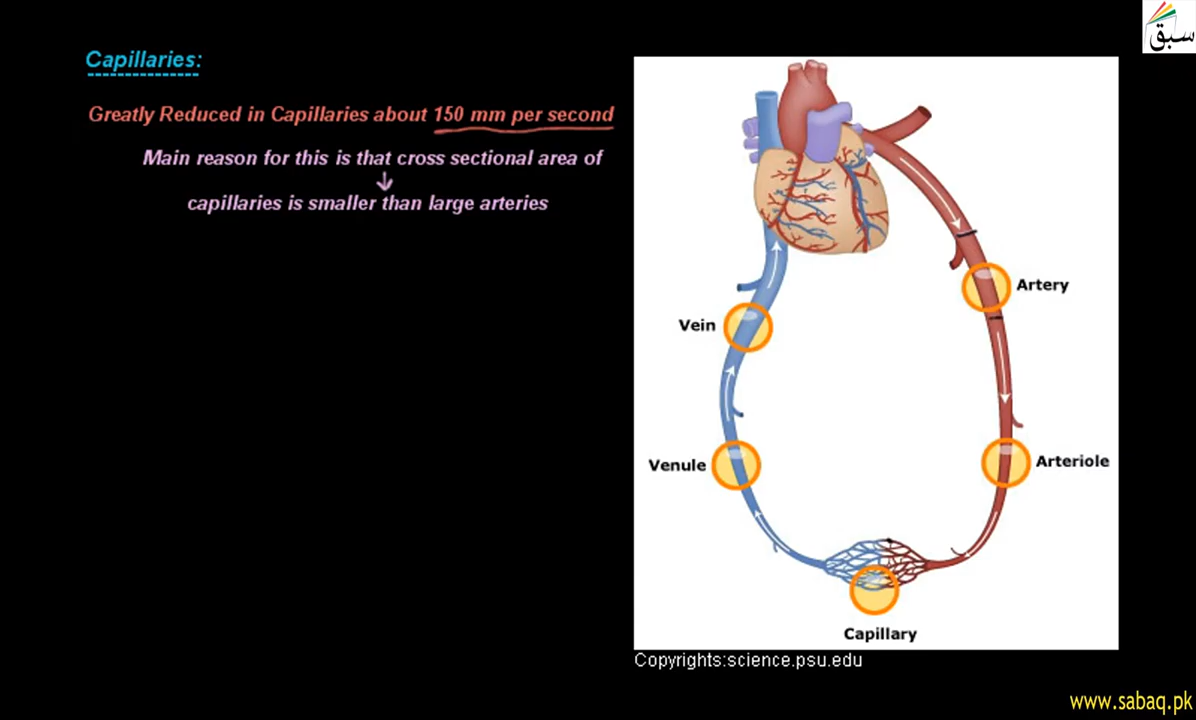 سبق
Capillaries:
Greatly Reduced in Capillaries about 150 mm per second
Main reason for this is that cross sectional area of
capillaries is smaller than large arteries
Artery
Vein
Arteriole
Venule
Capillary
Copyrights:science.psu.edu
www.sabaq.pk